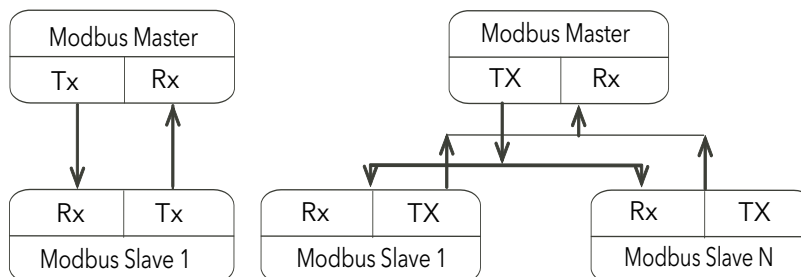 Modbus Master
Tx Rx
Rx Tx
Modbus Slave 1
Modbus Master
TX Rx
Rx TX
Modbus Slave 1
Rx TX
Modbus Slave N